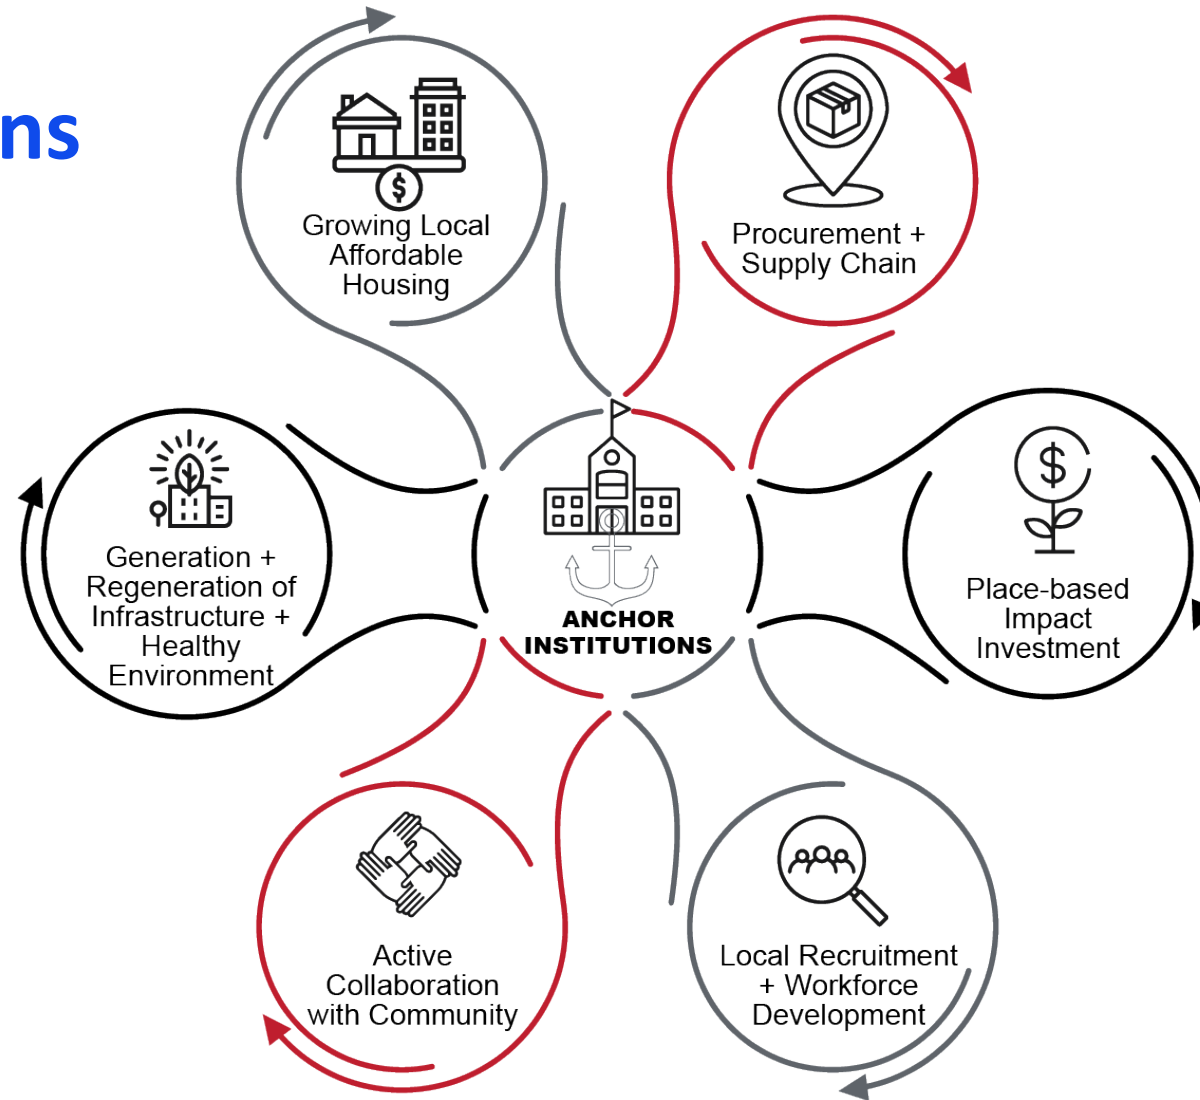 ns
Growing Local
Affordable
Housing
Procurement +
Supply Chain
Generation +
Regeneration of
Infrastructure +
Healthy
Environment
ANCHOR
INSTITUTIONS
Place-based
Impact
Investment
Active
Collaboration
with Community
Local Recruitment
+ Workforce
Development